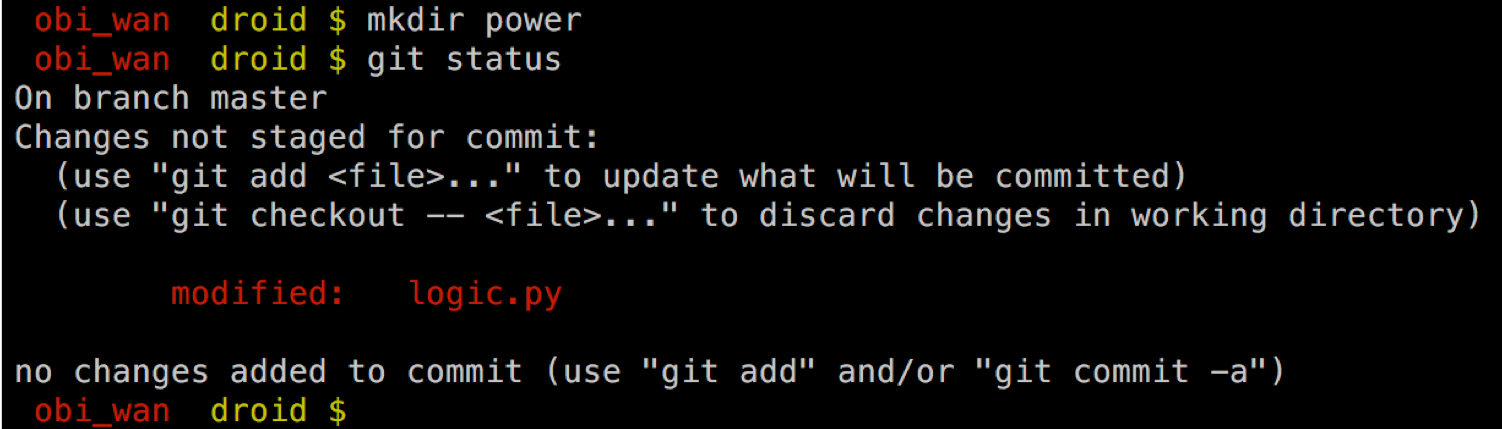 obi_wan droid $ mkdir power
obi_wan droid $ git status
On branch master
Changes not staged for commit:
  (use "git add <file>..." to update what will be committed)
  (use "git checkout -- <file>..." to discard changes in working directory)
        modified:   logic.py
no changes added to commit (use "git add" and/or "git commit -a")
obi_wan droid $